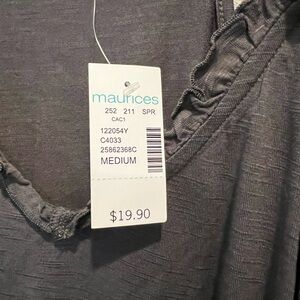 maurices
252 211 SPR
CAC1
122054Y
C4033
25862368C
MEDIUM
$19.90